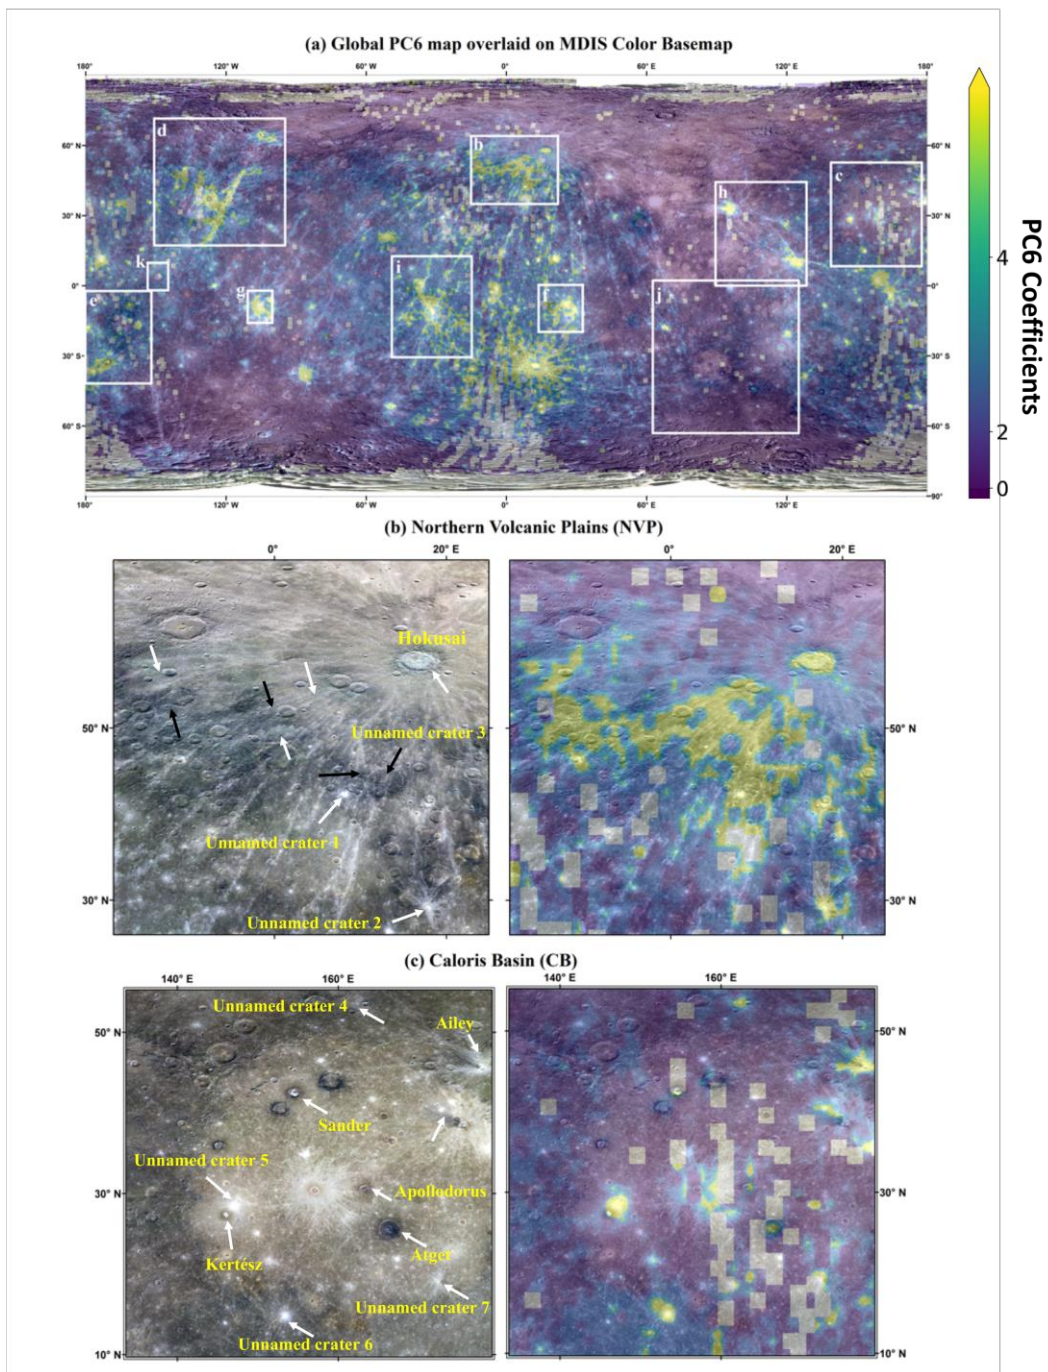 (a) Global PC6 map overlaid on MDIS Color Basemap
180° 120° W 60° W 0° 60° E 120° E 180°
60° N 60° N
30° N 30° N
0° 0°
30° S 30° S
60° S 60° S
90°
180° 120° W 60° W 0° 60° E 120° E 180°
d
b
c
h
k
e
g
i
f
j
4
2
0
PC6 Coefficients
(b) Northern Volcanic Plains (NVP)
0° 20° E 0° 20° E
Hokusai
50° N 50° N
Unnamed crater 3
Unnamed crater 1
30° N 30° N
Unnamed crater 2
(c) Caloris Basin (CB)
140° E 160° E 140° E 160° E
Unnamed crater 4
Ailey
50° N 50° N
Sander
Unnamed crater 5
30° N 30° N
Apollodorus
Atget
Kertész
Unnamed crater 7
Unnamed crater 6
10° N 10° N